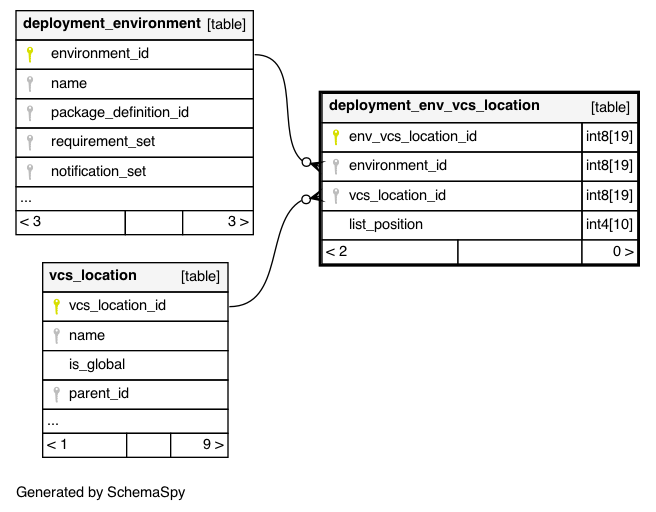 deployment_environment [table]
environment_id
name
package_definition_id
requirement_set
notification_set
...
< 3 3 >
deployment_env_vcs_location [table]
env_vcs_location_id int8[19]
environment_id int8[19]
vcs_location_id int8[19]
list_position int4[10]
< 2 0 >
vcs_location [table]
vcs_location_id
name
is_global
parent_id
...
< 1 9 >
Generated by SchemaSpy